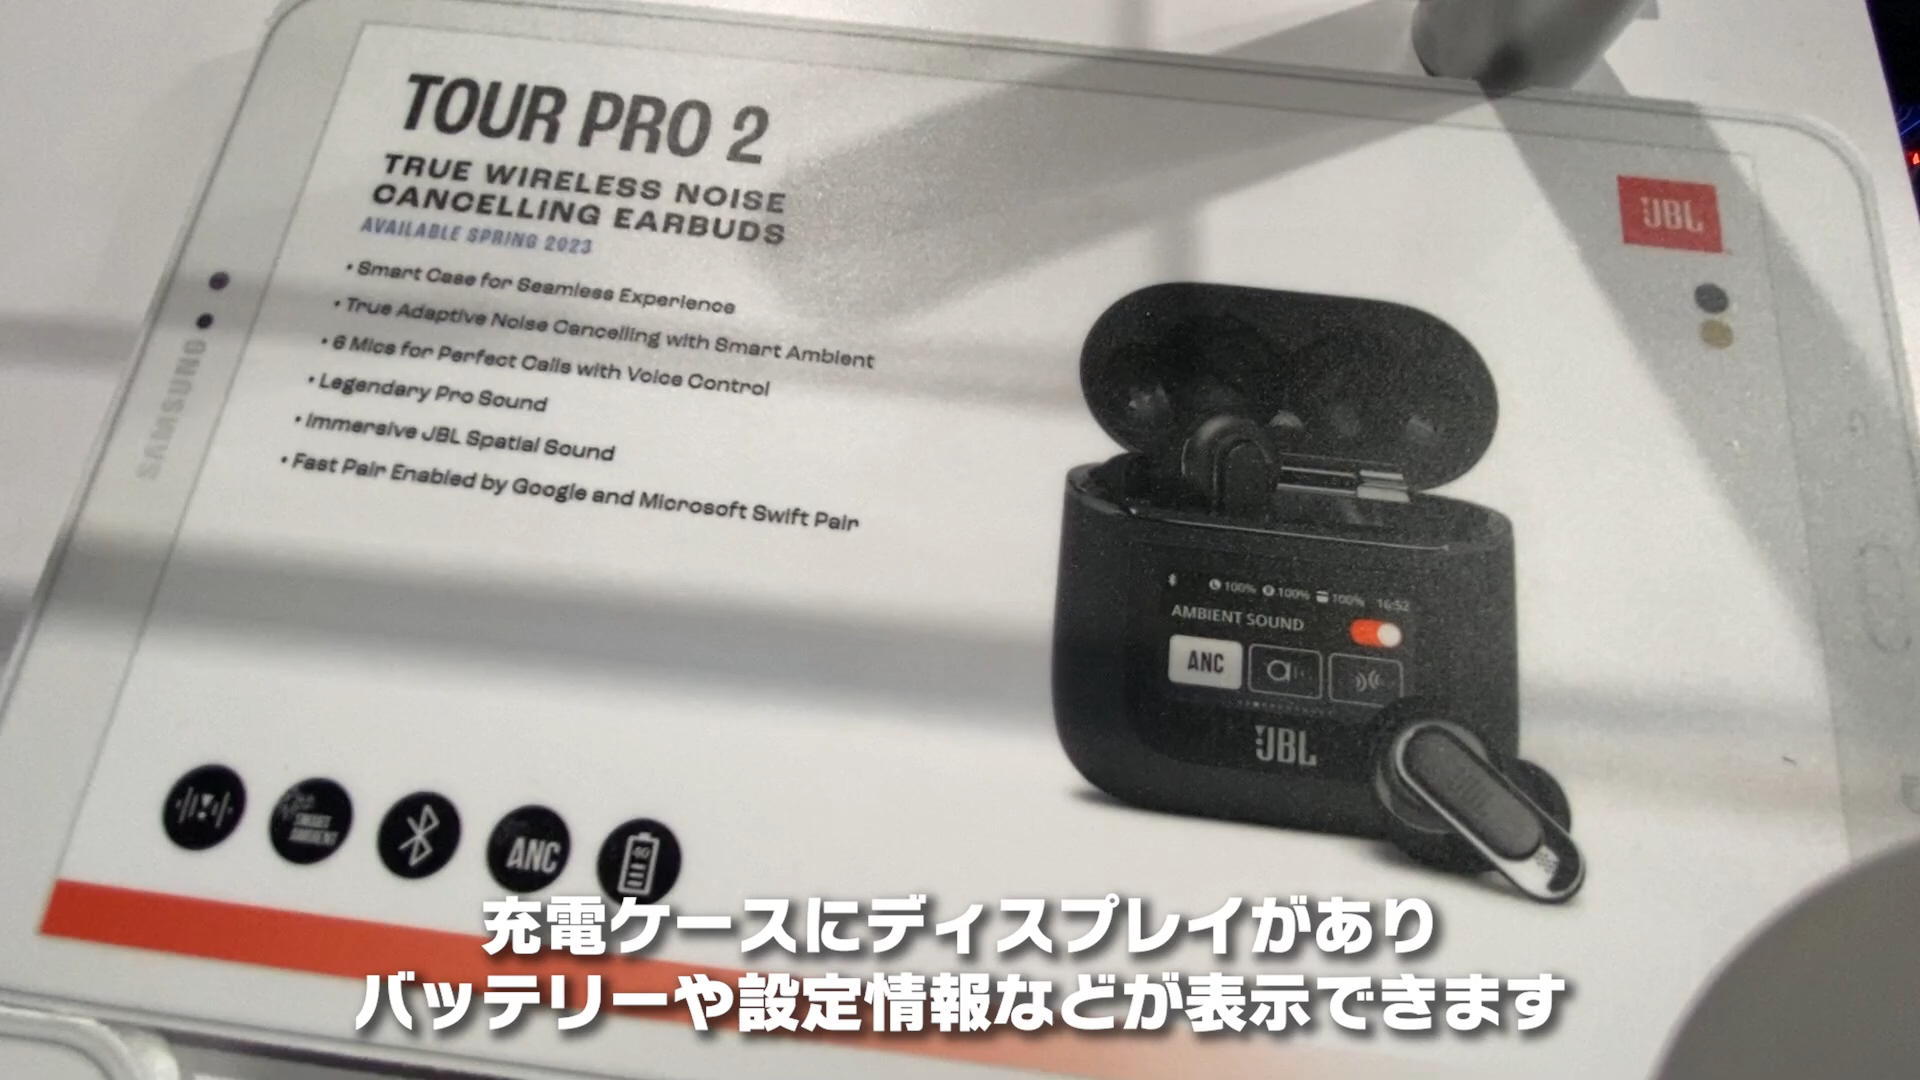 TOUR PRO 2
TRUE WIRELESS NOISE
CANCELLING EARBUDS
AVAILABLE SPRING 2023
• Smart Case for Seamless Experience
• True Adaptive Noise Cancelling with Smart Ambient
• 6 Mics for Perfect Calls with Voice Control
• Legendary Pro Sound
• Immersive JBL Spatial Sound
• Fast Pair Enabled by Google and Microsoft Swift Pair
SAMSUNG
JBL
100% 100% 100% 16:52
AMBIENT SOUND
ANC
JBL
SMART
AMBIENT
ANC
40
充電ケースにディスプレイがあり
バッテリーや設定情報などが表示できます